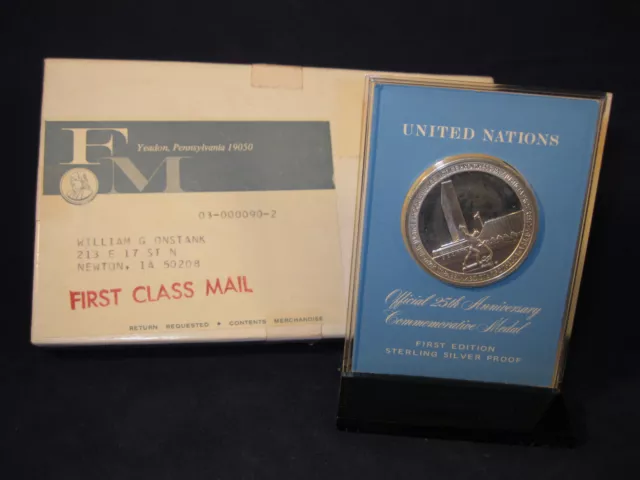 FOM
Yeadon, Pennsylvania 19050
03-000090-2
WILLIAM G ONSTANK
213 E 17 ST N
NEWTON, IA 50208
FIRST CLASS MAIL
RETURN REQUESTED • CONTENTS MERCHANDISE
UNITED NATIONS
Official 25th Anniversary
Commemorative Medal
FIRST EDITION
STERLING SILVER PROOF